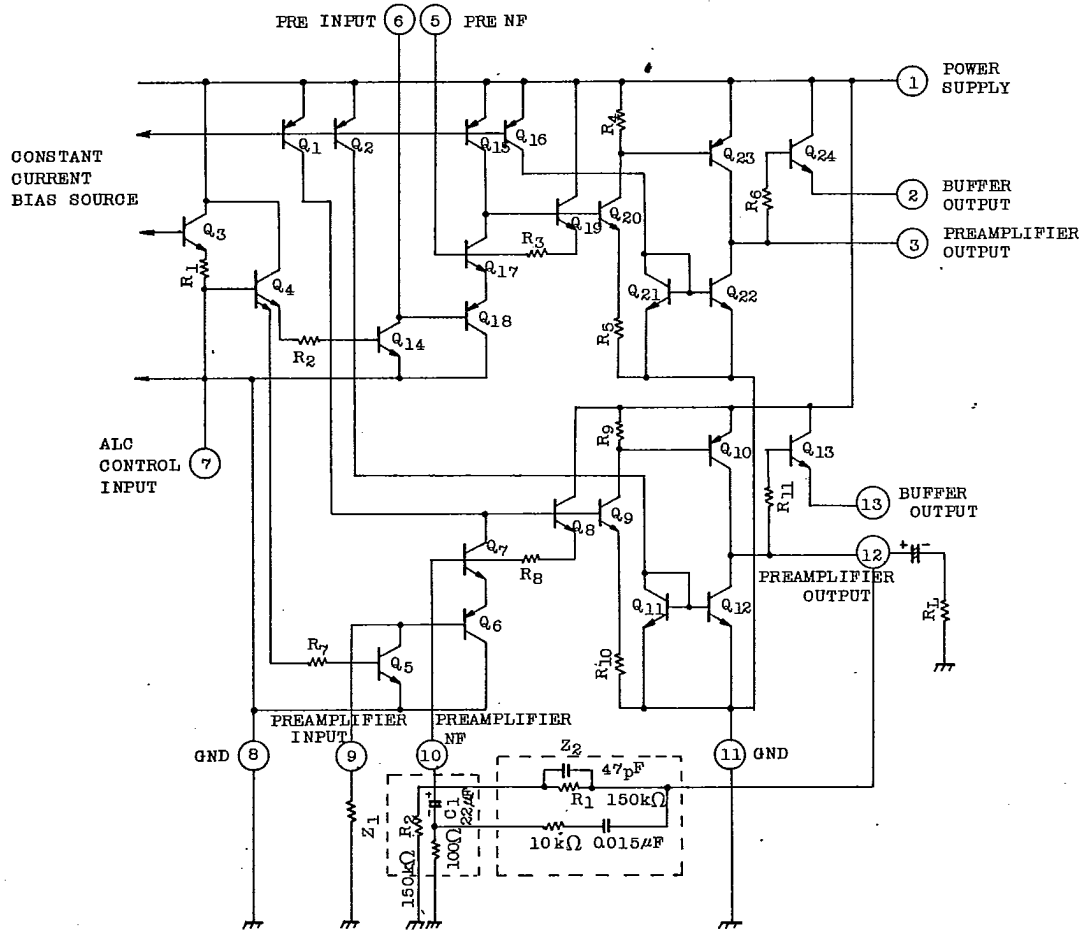 PRE INPUT
6
5
PRE NF
1
POWER
SUPPLY
CONSTANT
CURRENT
BIAS SOURCE
Q1
Q2
Q15
Q16
R4
Q23
Q24
R6
2
BUFFER
OUTPUT
Q3
R1
Q4
Q17
R3
Q19
Q20
3
PREAMPLIFIER
OUTPUT
R2
Q14
Q18
Q21
Q22
R5
ALC
CONTROL
INPUT
7
R9
Q10
Q13
R11
13
BUFFER
OUTPUT
Q7
R8
Q8
Q9
12
+
-
PREAMPLIFIER
OUTPUT
RL
Q6
Q11
Q12
R7
Q5
R10
PREAMPLIFIER
INPUT
PREAMPLIFIER
NF
GND
8
9
10
11
GND
Z1
Z2
47pF
R1
150kΩ
R2
150kΩ
+
-
C1
22μF
100Ω
10kΩ
0.015μF